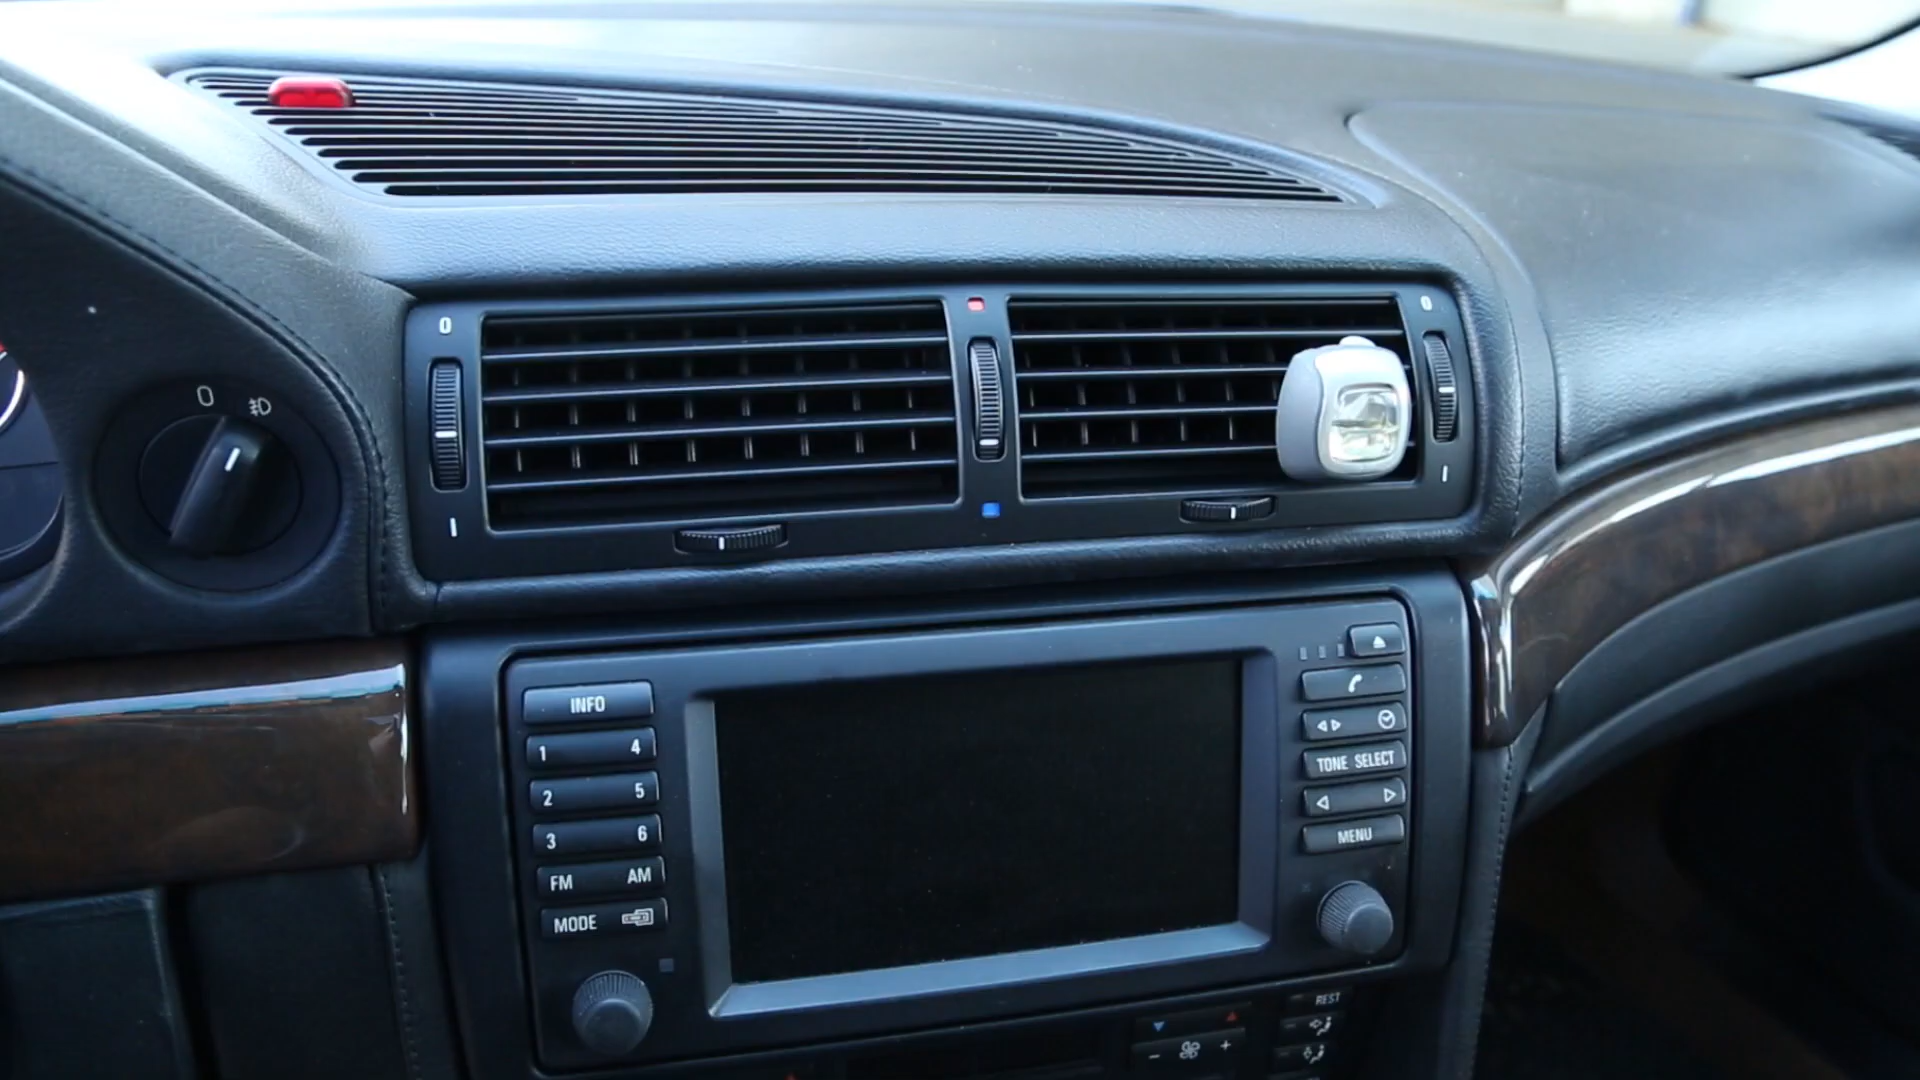 0
0
0
I
I
INFO
1 4
2 5
3 6
FM AM
MODE
TONE SELECT
MENU
REST
- +